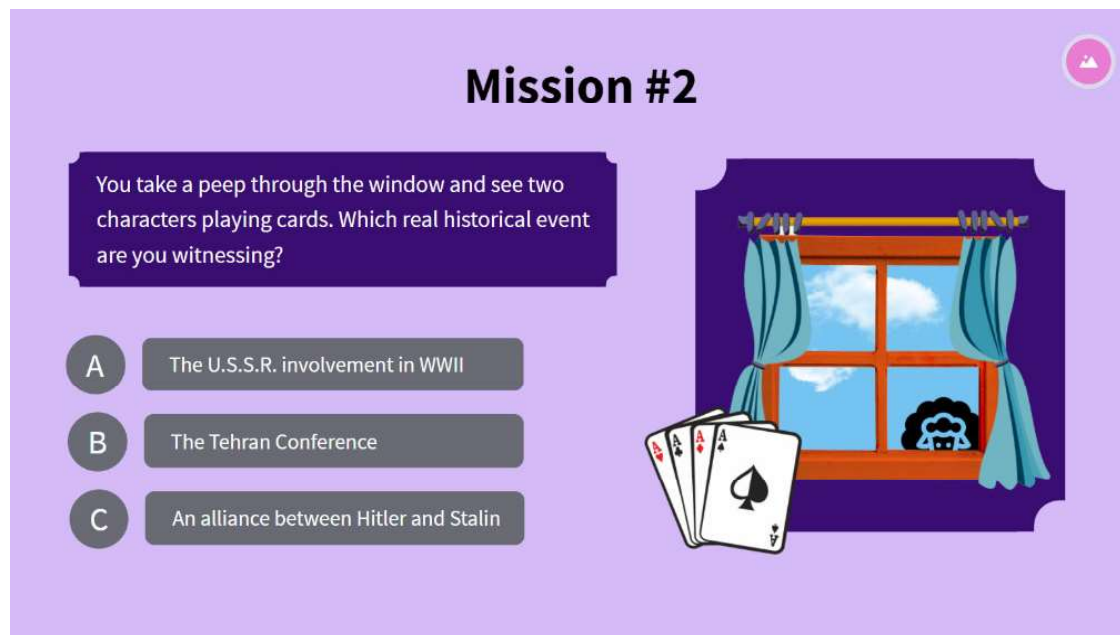 Mission #2
You take a peep through the window and see two
characters playing cards. Which real historical event
are you witnessing?
A
The U.S.S.R. involvement in WWII
B
The Tehran Conference
C
An alliance between Hitler and Stalin
A
A
A
A
A